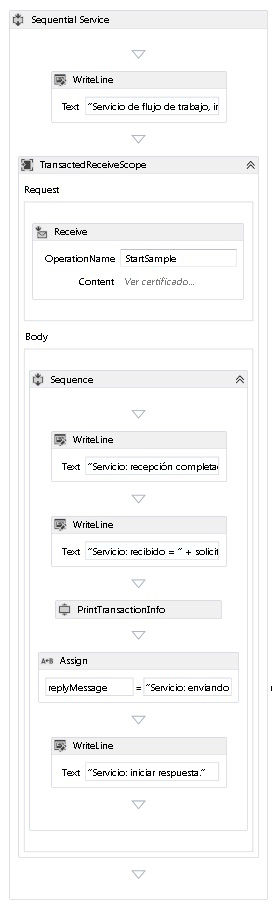 Sequential Service
WriteLine
Text "Servicio de flujo de trabajo, ir
TransactedReceiveScope
Request
Receive
OperationName StartSample
Content Ver certificado...
Body
Sequence
WriteLine
Text "Servicio: recepción completa
WriteLine
Text "Servicio: recibido = " + solicit
PrintTransactionInfo
A+B Assign
replyMessage = "Servicio: enviando
WriteLine
Text "Servicio: iniciar respuesta."